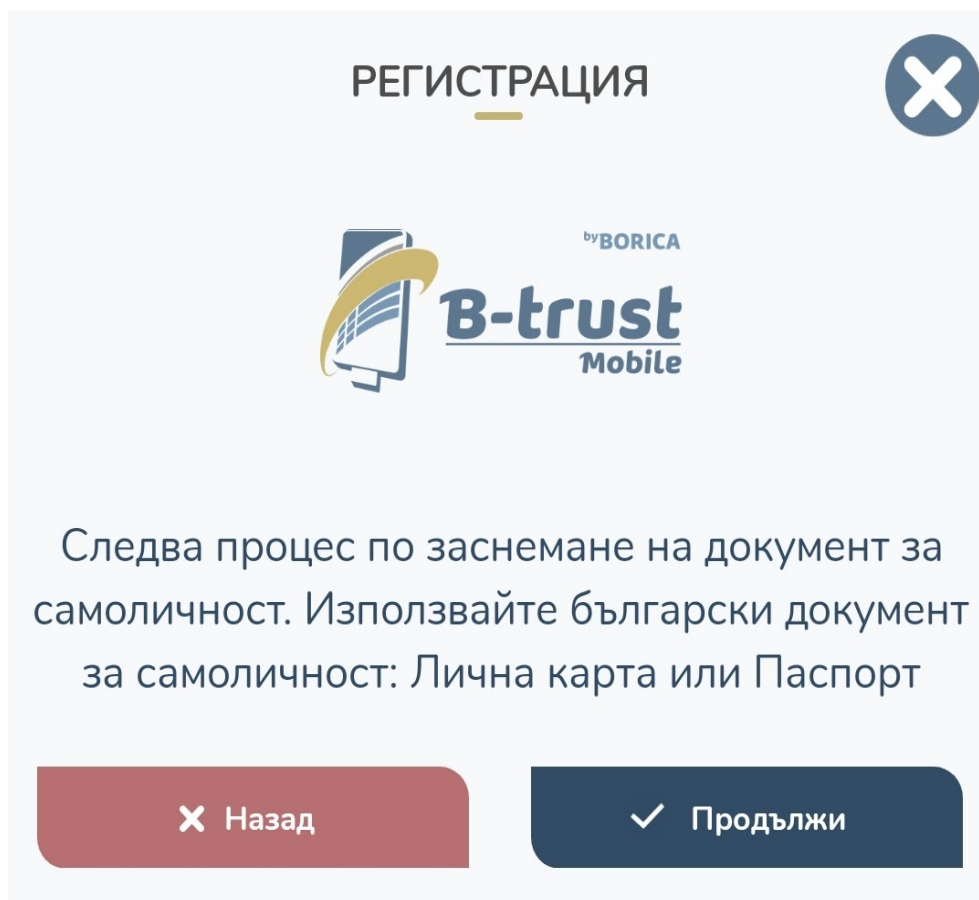 РЕГИСТРАЦИЯ
byBORICA
B-trust
Mobile
Следва процес по заснемане на документ за
самоличност. Използвайте български документ
за самоличност: Лична карта или Паспорт
Назад
Продължи